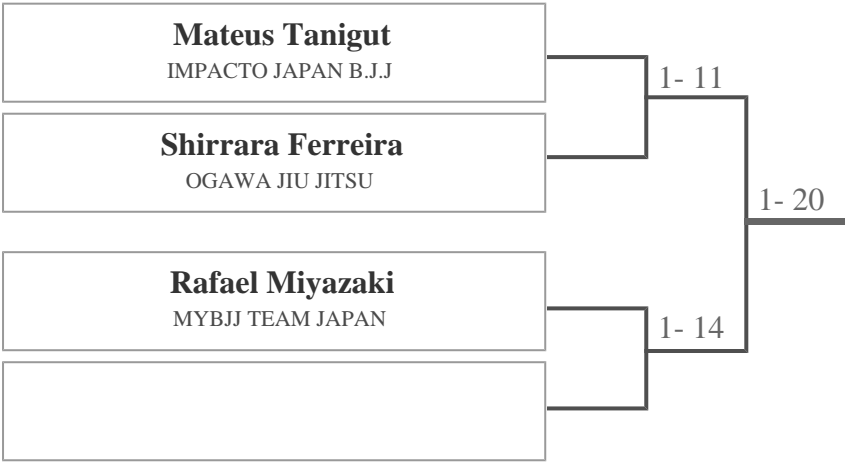 Mateus Tanigut
IMPACTO JAPAN B.J.J
1- 11
Shirrara Ferreira
OGAWA JIU JITSU
1- 20
Rafael Miyazaki
MYBJJ TEAM JAPAN
1- 14